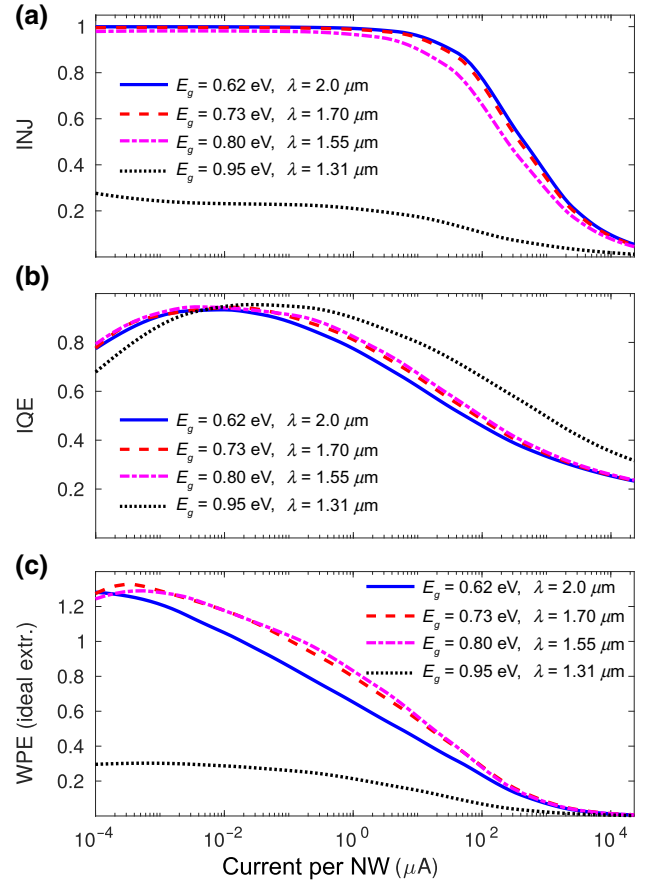 (a)
1
0.8
0.6
0.4
0.2
INJ
E_g = 0.62 eV, λ = 2.0 μm
E_g = 0.73 eV, λ = 1.70 μm
E_g = 0.80 eV, λ = 1.55 μm
E_g = 0.95 eV, λ = 1.31 μm
(b)
0.8
0.6
0.4
0.2
IQE
E_g = 0.62 eV, λ = 2.0 μm
E_g = 0.73 eV, λ = 1.70 μm
E_g = 0.80 eV, λ = 1.55 μm
E_g = 0.95 eV, λ = 1.31 μm
(c)
1.2
1
0.8
0.6
0.4
0.2
WPE (ideal extr.)
E_g = 0.62 eV, λ = 2.0 μm
E_g = 0.73 eV, λ = 1.70 μm
E_g = 0.80 eV, λ = 1.55 μm
E_g = 0.95 eV, λ = 1.31 μm
10⁻⁴ 10⁻² 10⁰ 10² 10⁴
Current per NW (μA)